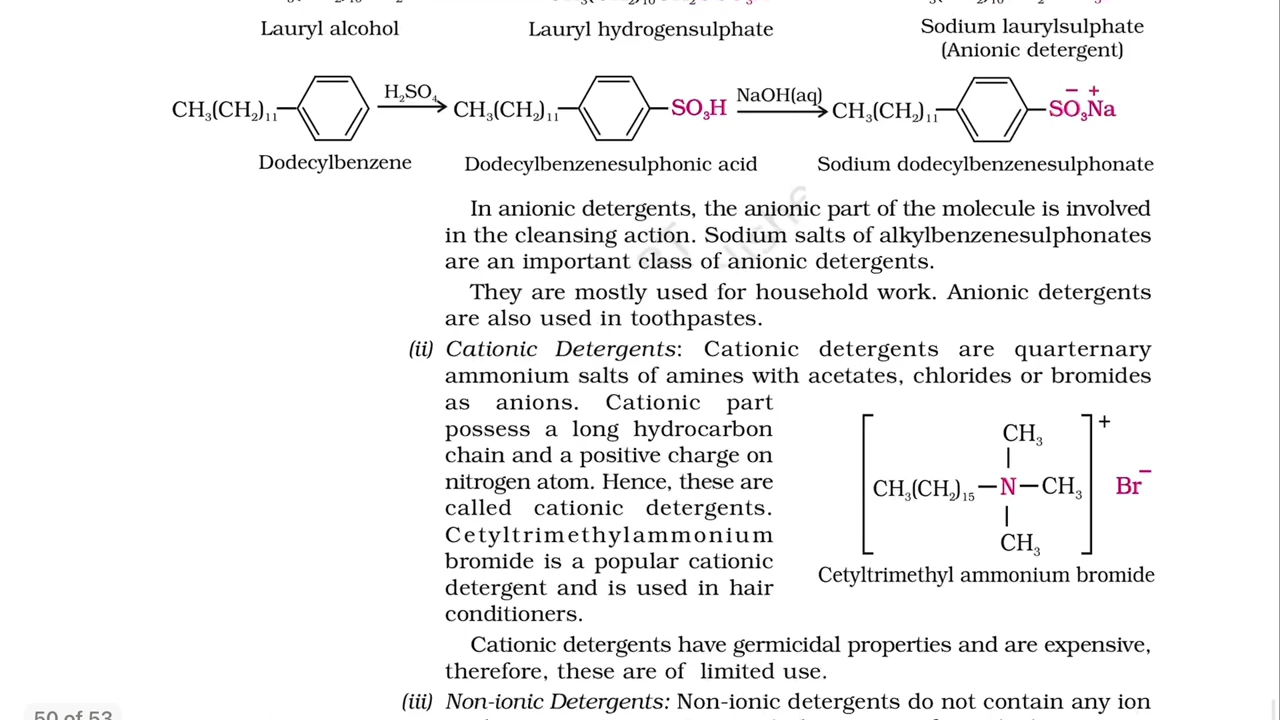 Lauryl alcohol Lauryl hydrogensulphate Sodium laurylsulphate
(Anionic detergent)
CH₃(CH₂)₁₁ H₂SO₄ CH₃(CH₂)₁₁ SO₃H NaOH(aq) CH₃(CH₂)₁₁ SO₃⁻Na⁺
Dodecylbenzene Dodecylbenzenesulphonic acid Sodium dodecylbenzenesulphonate
In anionic detergents, the anionic part of the molecule is involved
in the cleansing action. Sodium salts of alkylbenzenesulphonates
are an important class of anionic detergents.
They are mostly used for household work. Anionic detergents
are also used in toothpastes.
(ii) Cationic Detergents: Cationic detergents are quarternary
ammonium salts of amines with acetates, chlorides or bromides
as anions. Cationic part
possess a long hydrocarbon
chain and a positive charge on
nitrogen atom. Hence, these are
called cationic detergents.
Cetyltrimethylammonium
bromide is a popular cationic
detergent and is used in hair
conditioners.
CH₃
CH₃(CH₂)₁₅—N—CH₃ + Br⁻
CH₃
Cetyltrimethyl ammonium bromide
Cationic detergents have germicidal properties and are expensive,
therefore, these are of limited use.
(iii) Non-ionic Detergents: Non-ionic detergents do not contain any ion
50 of 53